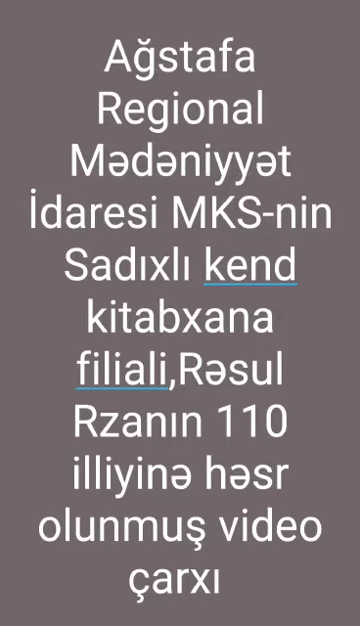 Ağstafa
Regional
Mədəniyyət
İdaresi MKS-nin
Sadıxlı kend
kitabxana
filiali,Rəsul
Rzanın 110
illiyinə həsr
olunmuş video
çarxı